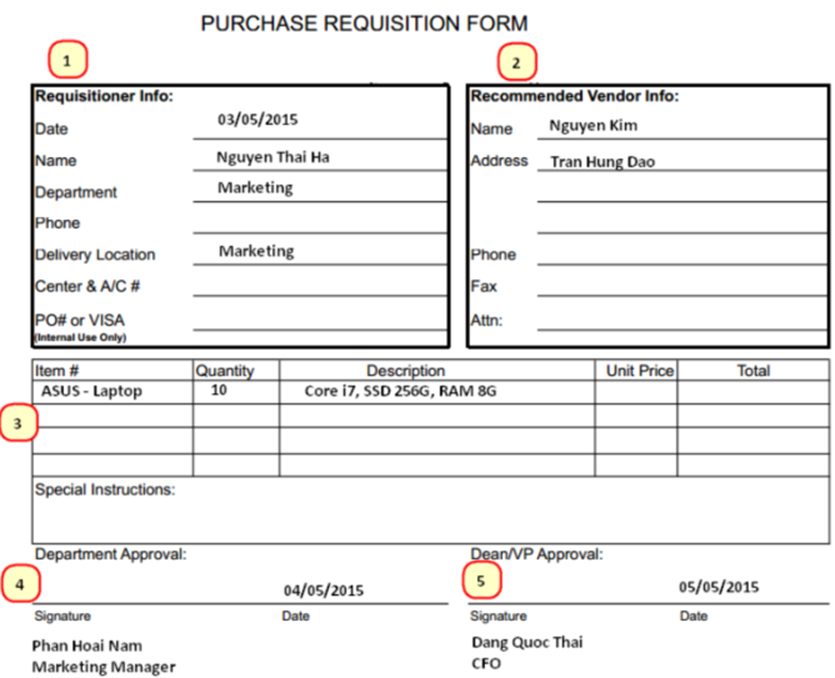 PURCHASE REQUISITION FORM
1
2
Requisitioner Info:
Date 03/05/2015
Name Nguyen Thai Ha
Department Marketing
Phone
Delivery Location Marketing
Center & A/C #
PO# or VISA
(Internal Use Only)
Recommended Vendor Info:
Name Nguyen Kim
Address Tran Hung Dao
Phone
Fax
Attn:
Item # Quantity Description Unit Price Total
ASUS - Laptop 10 Core i7, SSD 256G, RAM 8G
3
Special Instructions:
Department Approval:
4
04/05/2015
Signature Date
Phan Hoai Nam
Marketing Manager
Dean/VP Approval:
5
05/05/2015
Signature Date
Dang Quoc Thai
CFO